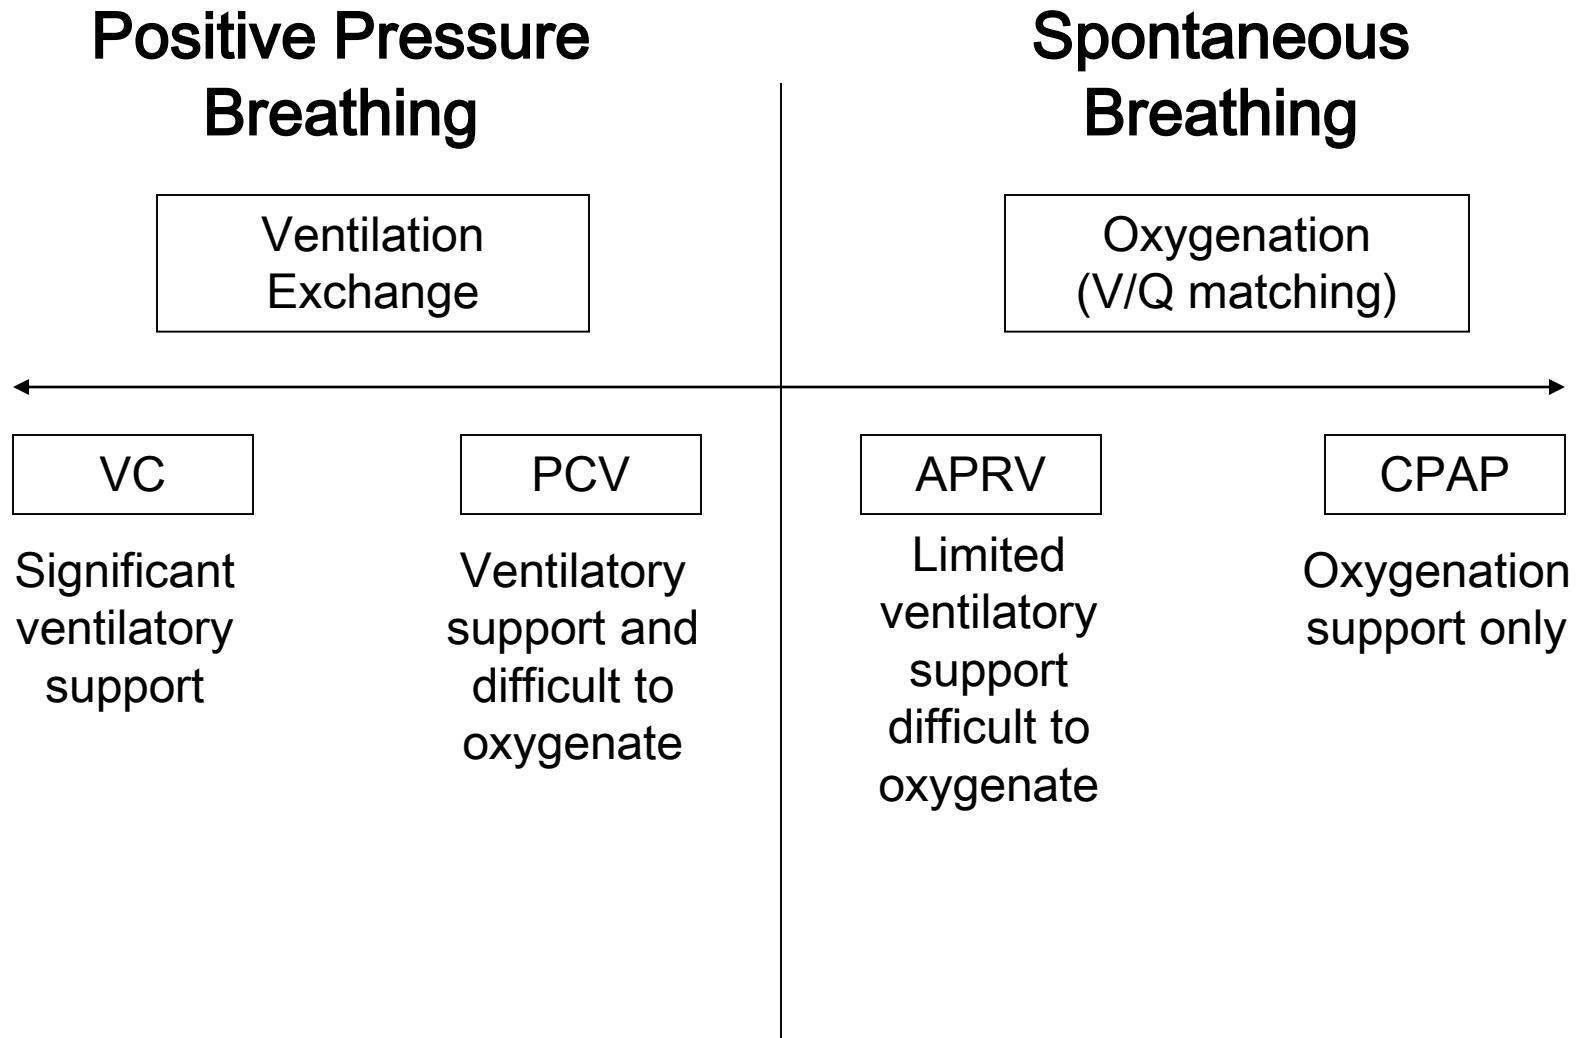 Positive Pressure
Breathing
Spontaneous
Breathing
Ventilation
Exchange
Oxygenation
(V/Q matching)
VC
PCV
APRV
CPAP
Significant
ventilatory
support
Ventilatory
support and
difficult to
oxygenate
Limited
ventilatory
support
difficult to
oxygenate
Oxygenation
support only